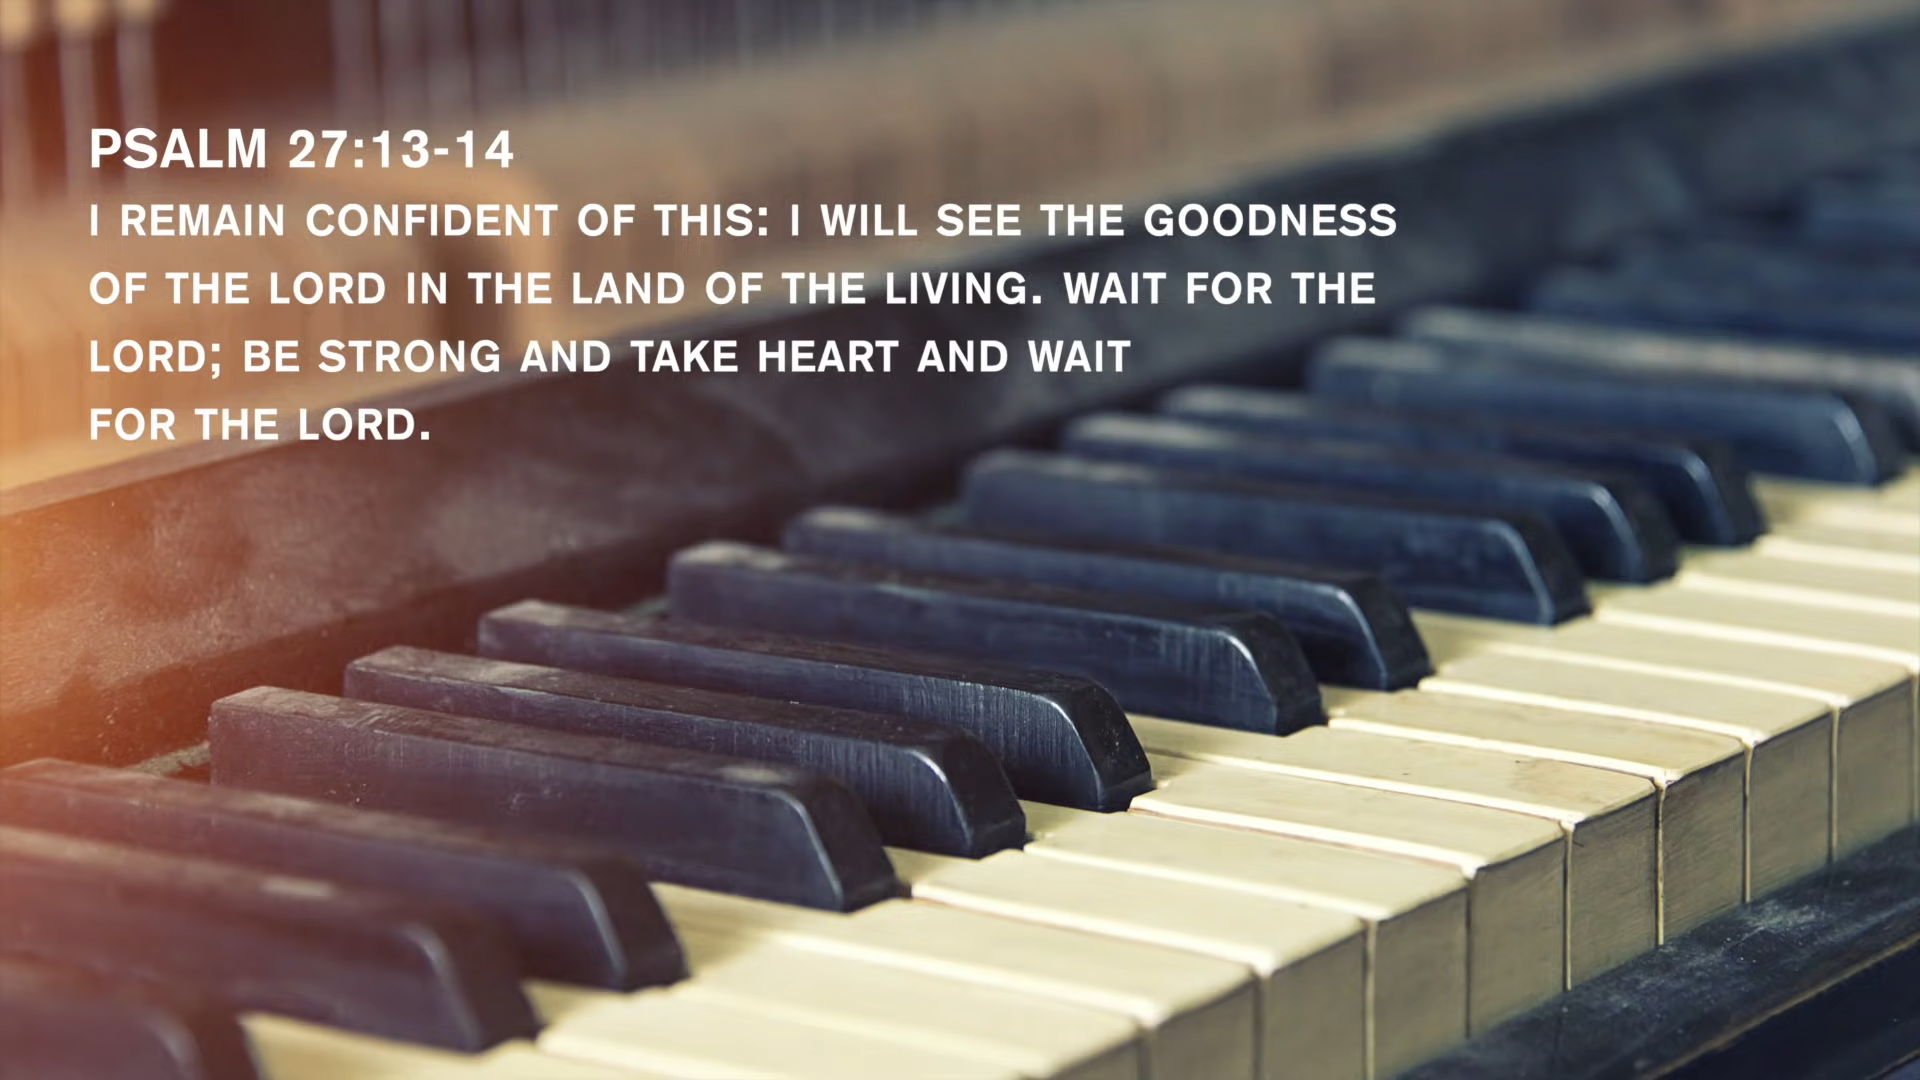 PSALM 27:13-14
I REMAIN CONFIDENT OF THIS: I WILL SEE THE GOODNESS
OF THE LORD IN THE LAND OF THE LIVING. WAIT FOR THE
LORD; BE STRONG AND TAKE HEART AND WAIT
FOR THE LORD.